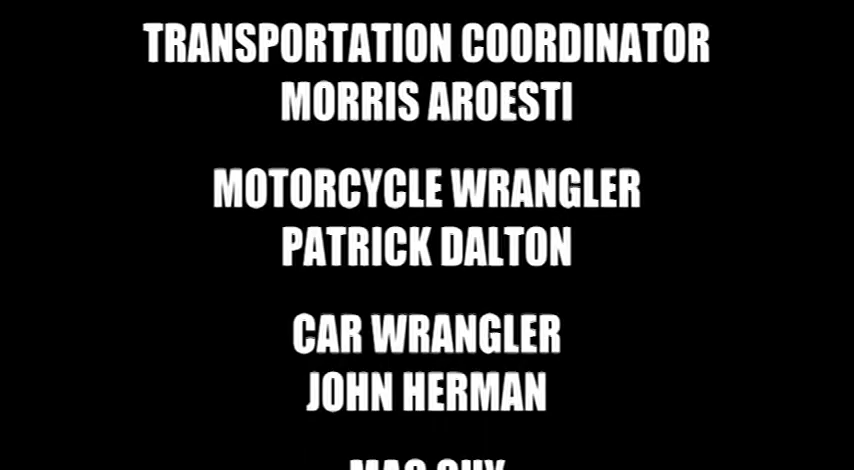 TRANSPORTATION COORDINATOR
MORRIS AROESTI
MOTORCYCLE WRANGLER
PATRICK DALTON
CAR WRANGLER
JOHN HERMAN